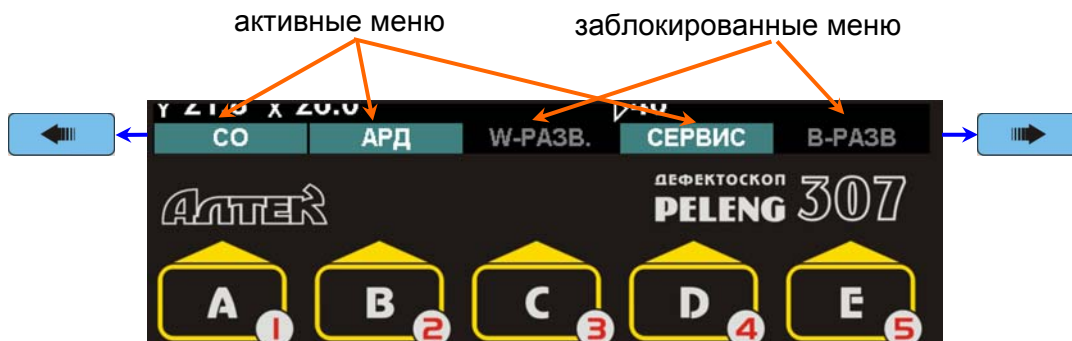 активные меню
заблокированные меню
СО АРД W-РАЗВ. СЕРВИС В-РАЗВ
АЛТЕК
ДЕФЕКТОСКОП
PELENG 307
A B C D E
1 2 3 4 5